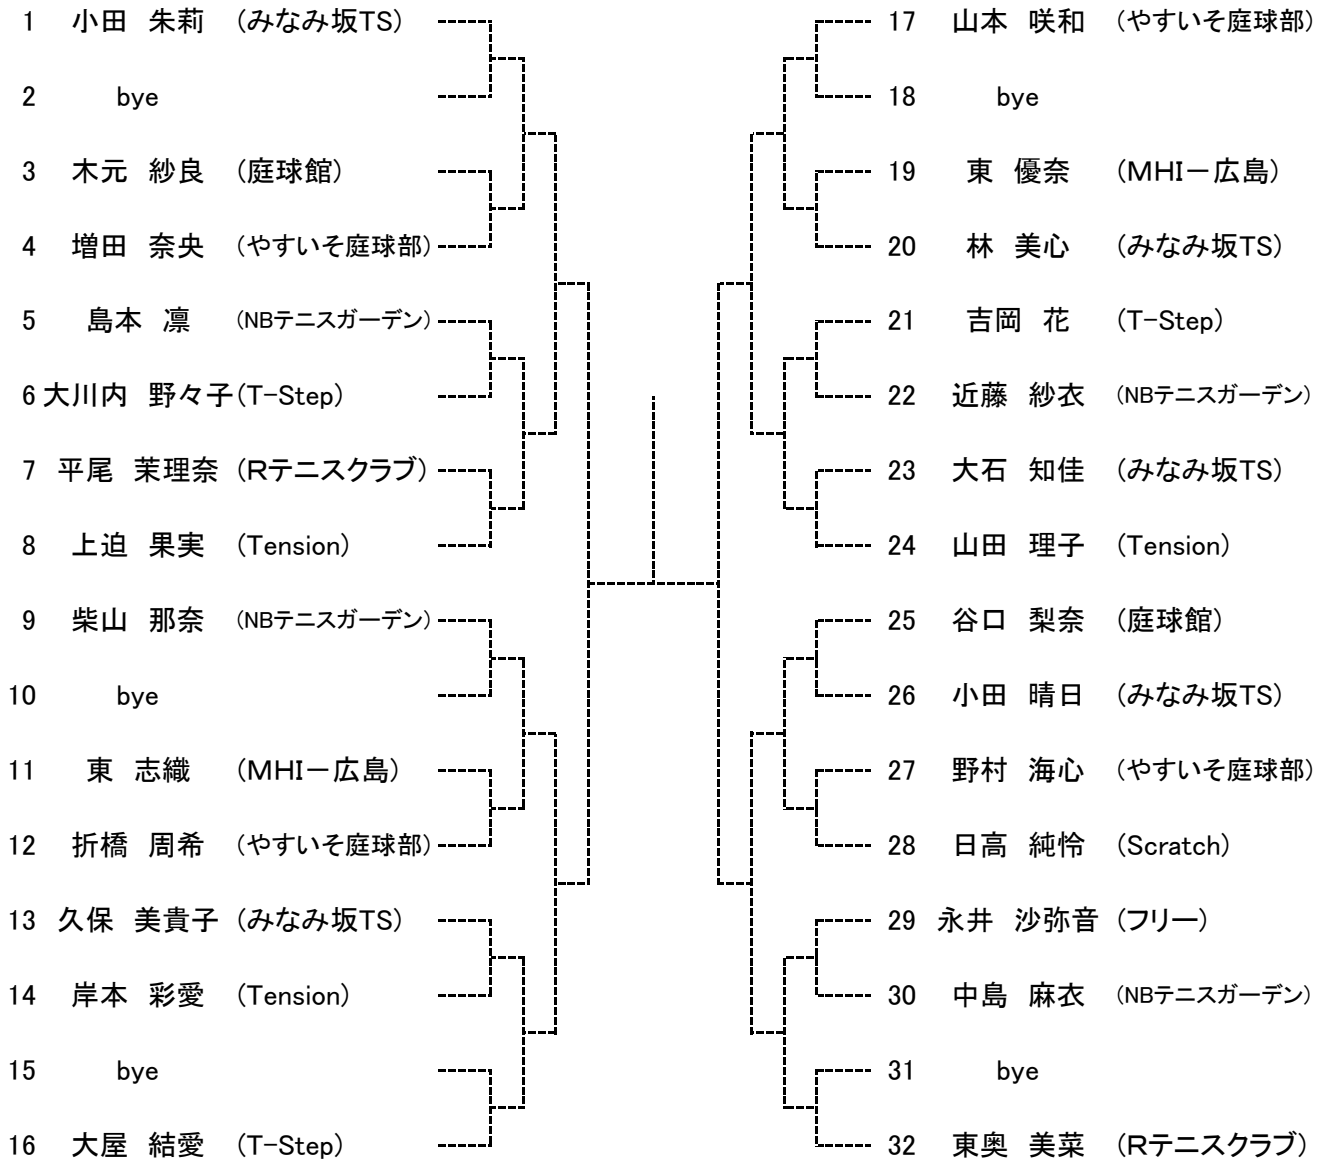 1 小田 朱莉 (みなみ坂TS)
2 bye
3 木元 紗良 (庭球館)
4 増田 奈央 (やすいそ庭球部)
5 島本 凛 (NBテニスガーデン)
6 大川内 野々子 (T-Step)
7 平尾 茉理奈 (Rテニスクラブ)
8 上迫 果実 (Tension)
9 柴山 那奈 (NBテニスガーデン)
10 bye
11 東 志織 (MHIー広島)
12 折橋 周希 (やすいそ庭球部)
13 久保 美貴子 (みなみ坂TS)
14 岸本 彩愛 (Tension)
15 bye
16 大屋 結愛 (T-Step)
17 山本 咲和 (やすいそ庭球部)
18 bye
19 東 優奈 (MHIー広島)
20 林 美心 (みなみ坂TS)
21 吉岡 花 (T-Step)
22 近藤 紗衣 (NBテニスガーデン)
23 大石 知佳 (みなみ坂TS)
24 山田 理子 (Tension)
25 谷口 梨奈 (庭球館)
26 小田 晴日 (みなみ坂TS)
27 野村 海心 (やすいそ庭球部)
28 日高 純怜 (Scratch)
29 永井 沙弥音 (フリー)
30 中島 麻衣 (NBテニスガーデン)
31 bye
32 東奥 美菜 (Rテニスクラブ)